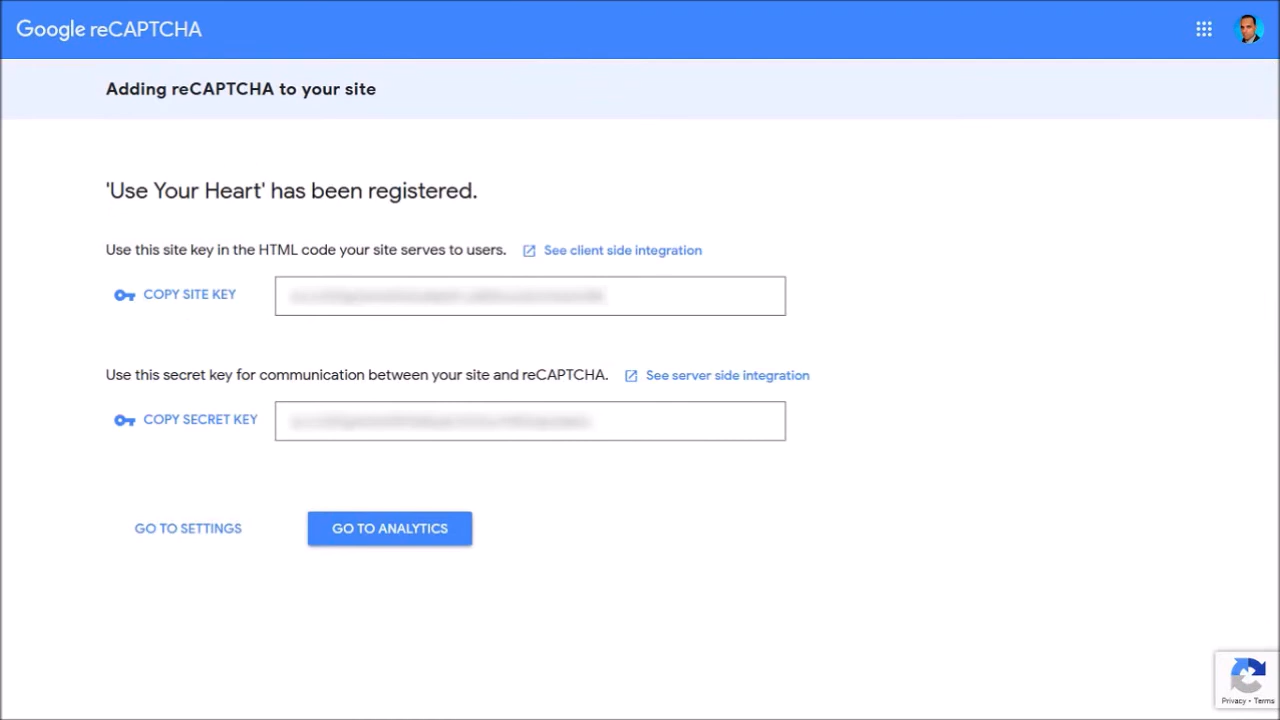 Google reCAPTCHA
Adding reCAPTCHA to your site
'Use Your Heart' has been registered.
Use this site key in the HTML code your site serves to users. See client side integration
COPY SITE KEY
Use this secret key for communication between your site and reCAPTCHA. See server side integration
COPY SECRET KEY
GO TO SETTINGS GO TO ANALYTICS
Privacy • Terms